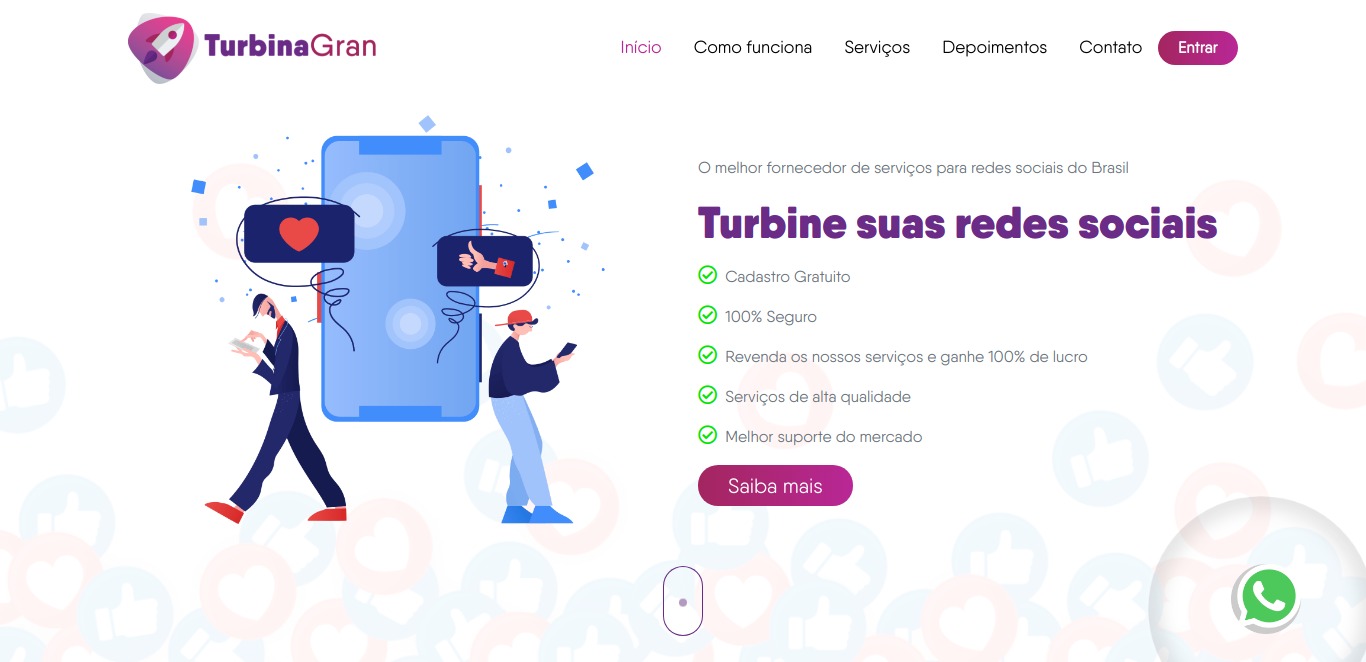 TurbinaGran
Início
Como funciona
Serviços
Depoimentos
Contato
Entrar
O melhor fornecedor de serviços para redes sociais do Brasil
Turbine suas redes sociais
Cadastro Gratuito
100% Seguro
Revenda os nossos serviços e ganhe 100% de lucro
Serviços de alta qualidade
Melhor suporte do mercado
Saiba mais